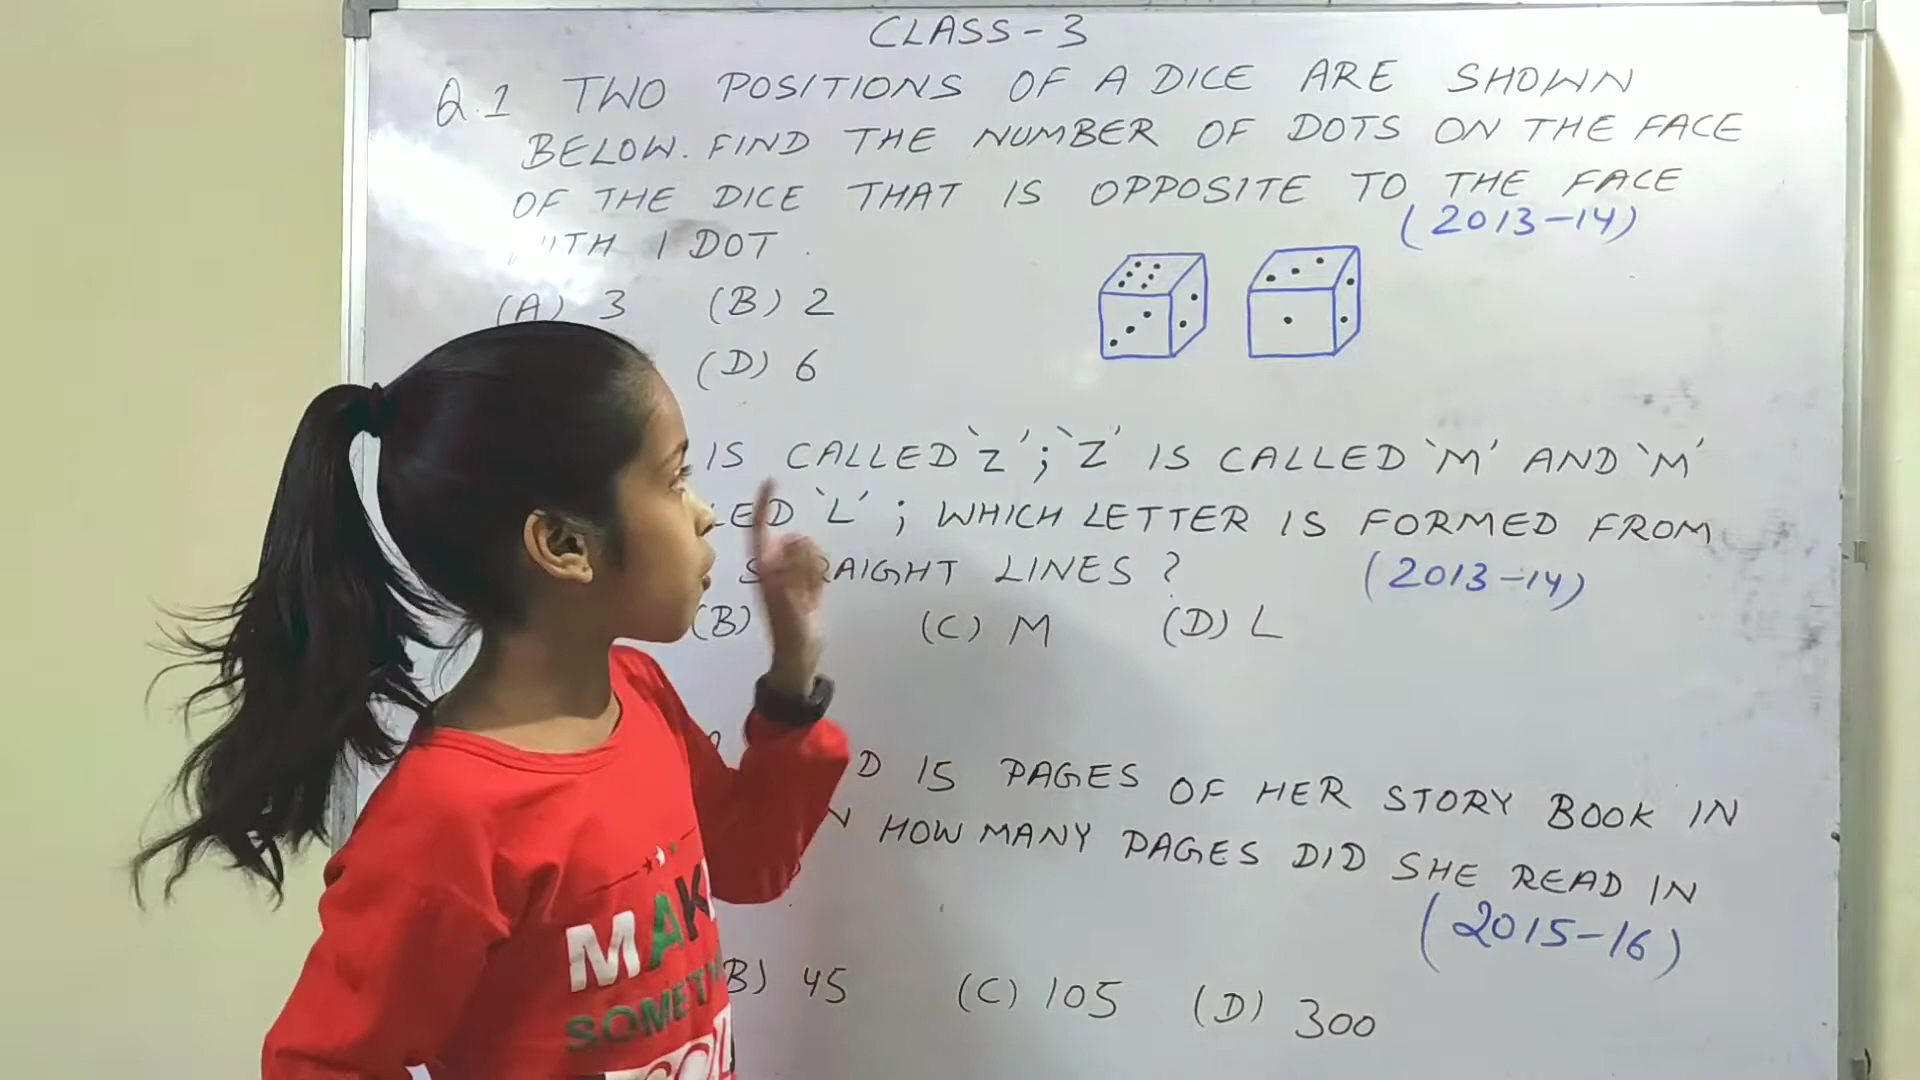 CLASS-3
Q.1 TWO POSITIONS OF A DICE ARE SHOWN
BELOW. FIND THE NUMBER OF DOTS ON THE FACE
OF THE DICE THAT IS OPPOSITE TO THE FACE
(2013-14)
ITH 1 DOT.
(A) 3 (B) 2
(D) 6
IS CALLED 'Z'; 'Z' IS CALLED 'M' AND 'M'
LED 'L'; WHICH LETTER IS FORMED FROM
STRAIGHT LINES? (2013-14)
(B) (C) M (D) L
D 15 PAGES OF HER STORY BOOK IN
N HOW MANY PAGES DID SHE READ IN
(2015-16)
B) 45 (C) 105 (D) 300
MAK
SOMET